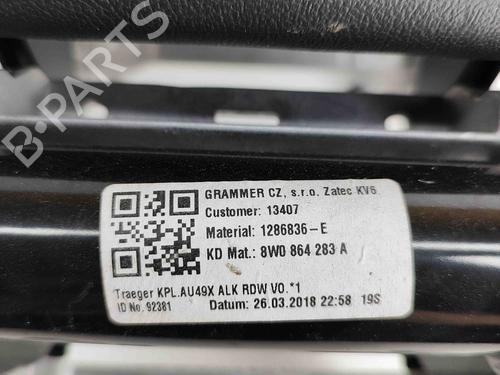 GRAMMER CZ, s.r.o. Zatec KV6
Customer: 13407
Material: 1286836-E
KD Mat.: 8W0 864 283 A
Traeger KPL.AU49X ALK RDW V0.*1
ID No. 92381 Datum: 26.03.2018 22:58 19S
B-PARTS